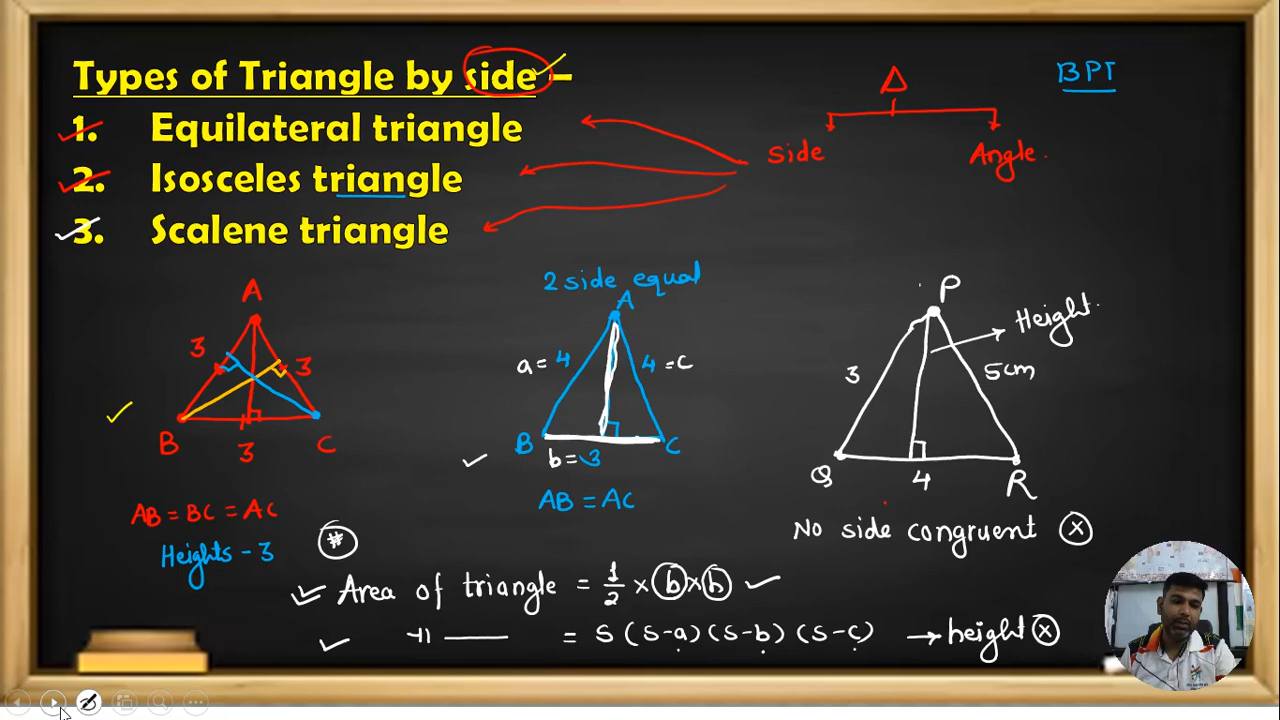 Types of Triangle by side –
1. Equilateral triangle
2. Isosceles triangle
3. Scalene triangle
Δ
Side
Angle.
BPT
A
3
3
B
3
C
AB = BC = AC
Heights - 3
2 side equal
A
a = 4
4 = c
B
C
b = 3
AB = AC
P
Height.
3
5cm
Q
4
R
No side congruent ×
#
Area of triangle = 1/2 × b × h
-11- = S (S-a) (S-b) (S-c) → height ×